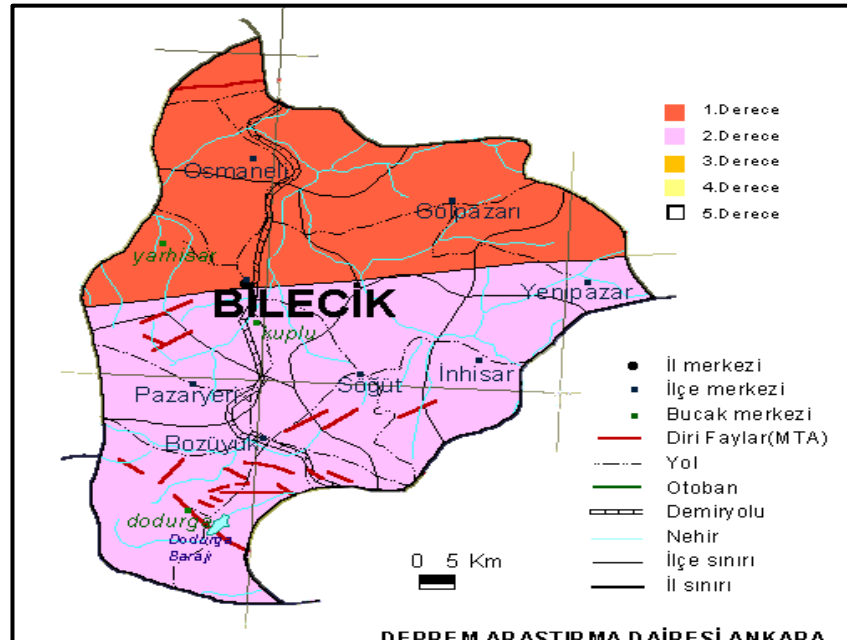 1.Derece
2.Derece
3.Derece
4.Derece
5.Derece
Osmaneli
Gölpazarı
yarhisar
BİLECİK
Yenipazar
kuplu
Pazaryeri
Söğüt
İnhisar
Bozüyük
dodurga
Dodurga
Barajı
İl merkezi
İlçe merkezi
Bucak merkezi
Diri Faylar(MTA)
Yol
Otoban
Demiryolu
Nehir
İlçe sınırı
İl sınırı
0 5 Km
DEPREM ARAŞTIRMA DAİRESİ ANKARA